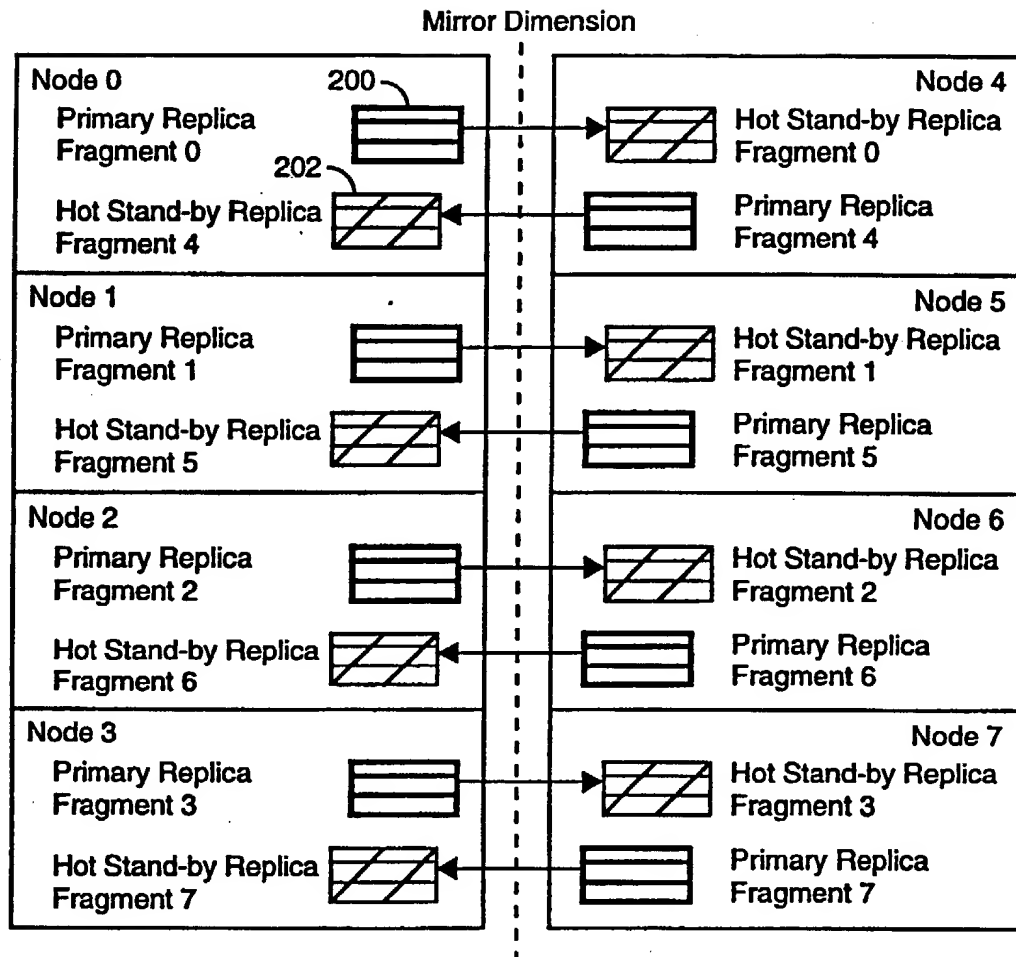 Mirror Dimension
Node 0
200
Primary Replica
Fragment 0
202
Hot Stand-by Replica
Fragment 4
Node 4
Hot Stand-by Replica
Fragment 0
Primary Replica
Fragment 4
Node 1
Primary Replica
Fragment 1
Hot Stand-by Replica
Fragment 5
Node 5
Hot Stand-by Replica
Fragment 1
Primary Replica
Fragment 5
Node 2
Primary Replica
Fragment 2
Hot Stand-by Replica
Fragment 6
Node 6
Hot Stand-by Replica
Fragment 2
Primary Replica
Fragment 6
Node 3
Primary Replica
Fragment 3
Hot Stand-by Replica
Fragment 7
Node 7
Hot Stand-by Replica
Fragment 3
Primary Replica
Fragment 7